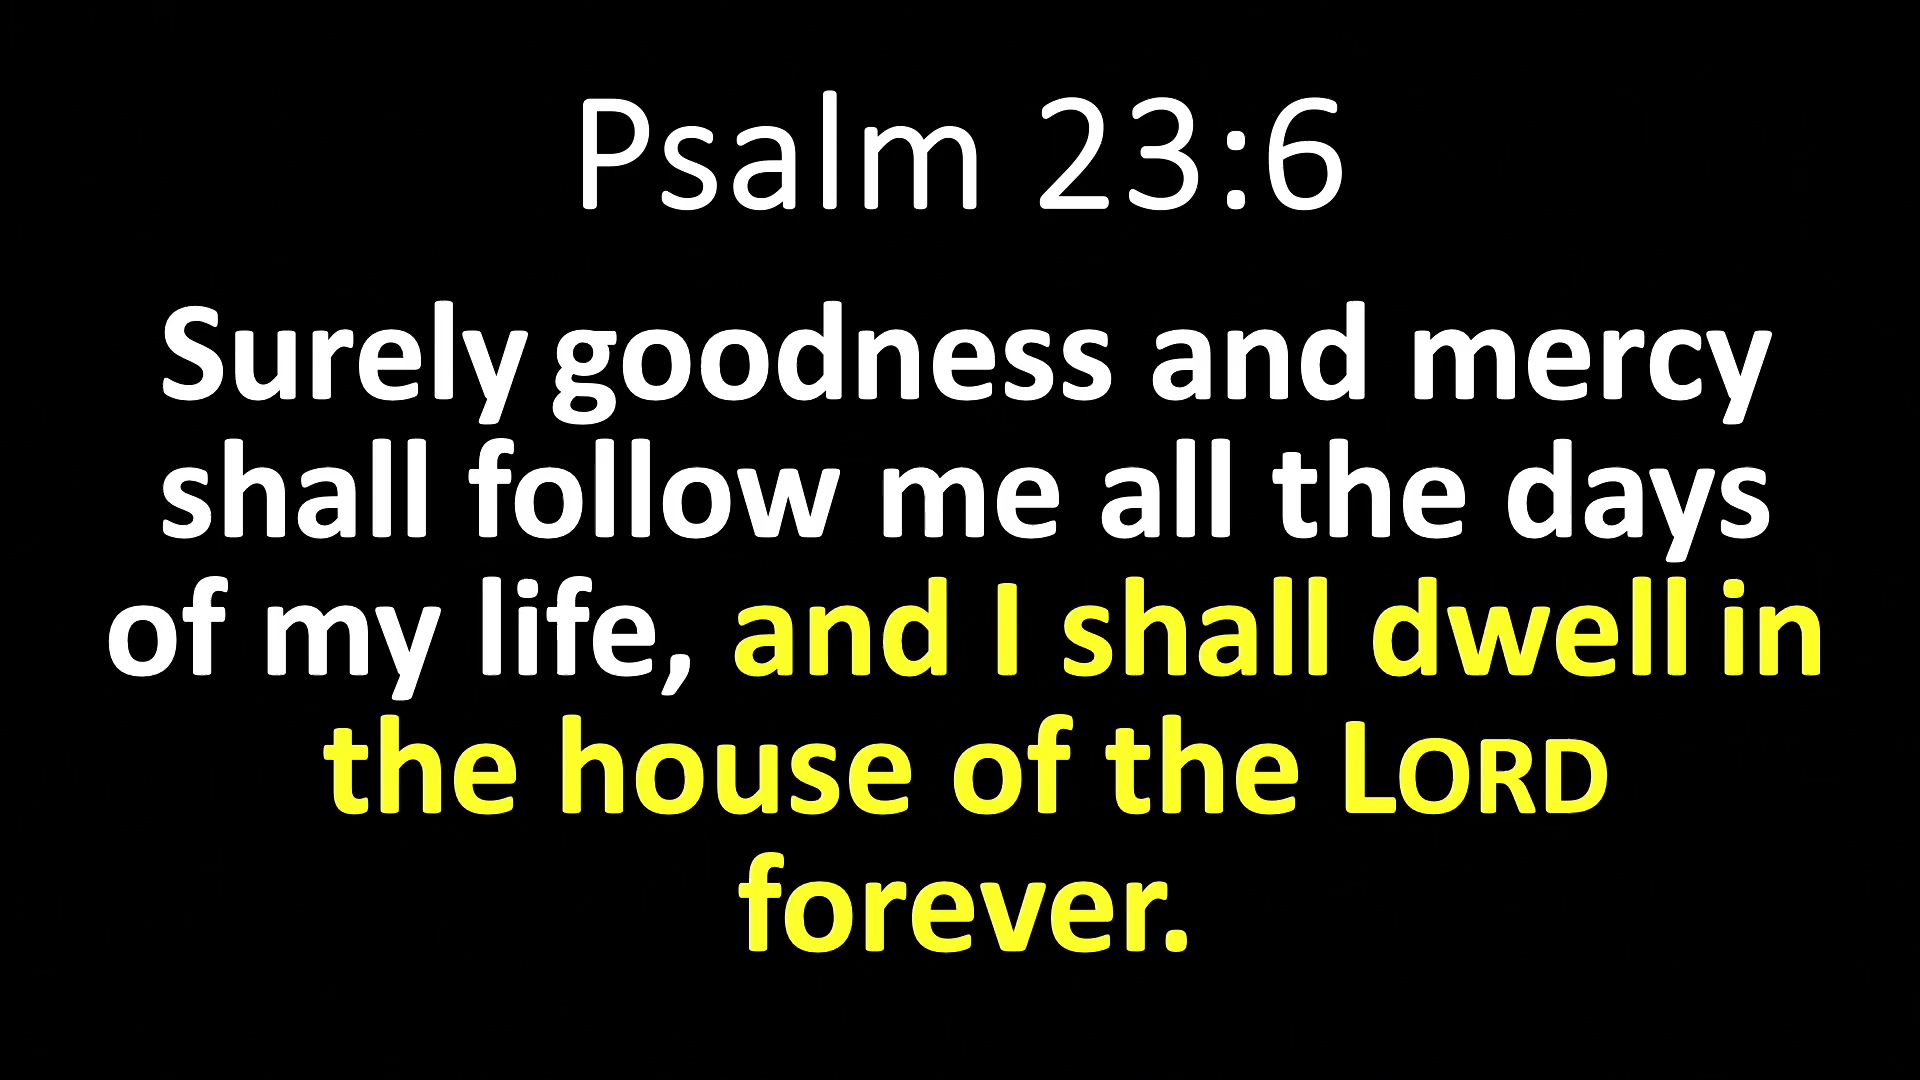 Psalm 23:6
Surely goodness and mercy
shall follow me all the days
of my life, and I shall dwell in
the house of the LORD
forever.